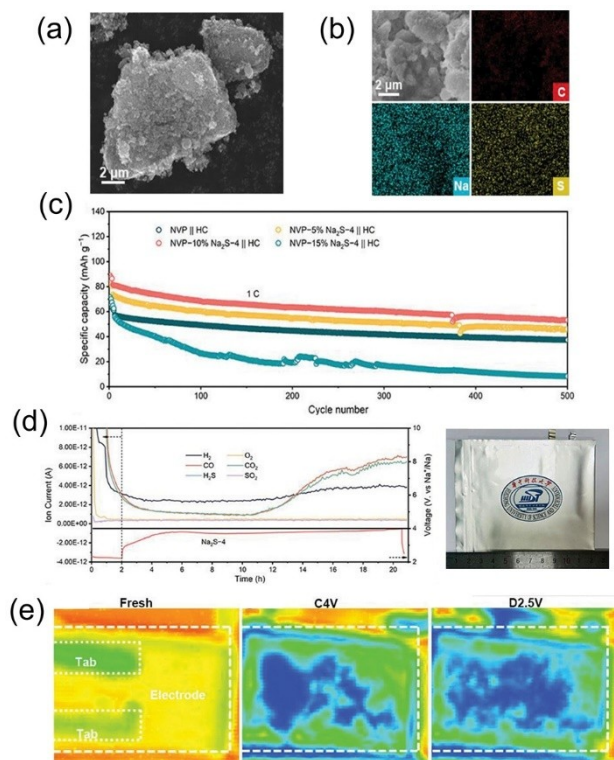 (a)
2 μm
(b)
2 μm
C
Na
S
(c)
Specific capacity (mAh g⁻¹)
140
120
100
80
60
40
20
0
NVP || HC
NVP-5% Na₂S-4 || HC
NVP-10% Na₂S-4 || HC
NVP-15% Na₂S-4 || HC
1 C
0 100 200 300 400 500
Cycle number
(d)
Ion Current (A)
1.00E-11
8.00E-12
6.00E-12
4.00E-12
2.00E-12
0.00E+00
-2.00E-12
-4.00E-12
H₂ O₂
CO CO₂
H₂S SO₂
Na₂S-4
10
8
6
4
2
Voltage (V. vs Na⁺/Na)
0 2 4 6 8 10 12 14 16 18 20
Time (h)
(e)
Fresh C4V D2.5V
Tab
Electrode
Tab